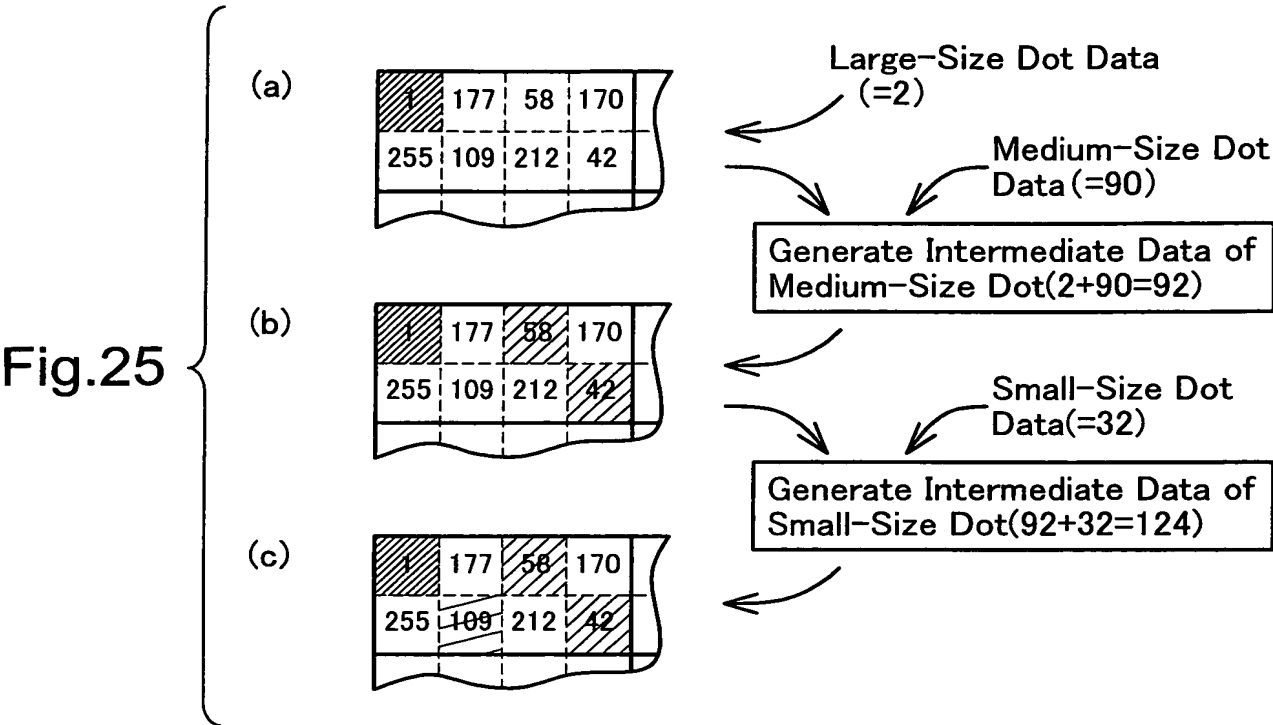 Fig.25
(a)
1 177 58 170
255 109 212 42
Large-Size Dot Data
(=2)
Medium-Size Dot
Data(=90)
Generate Intermediate Data of
Medium-Size Dot(2+90=92)
(b)
1 177 58 170
255 109 212 42
Small-Size Dot
Data(=32)
Generate Intermediate Data of
Small-Size Dot(92+32=124)
(c)
1 177 58 170
255 109 212 42